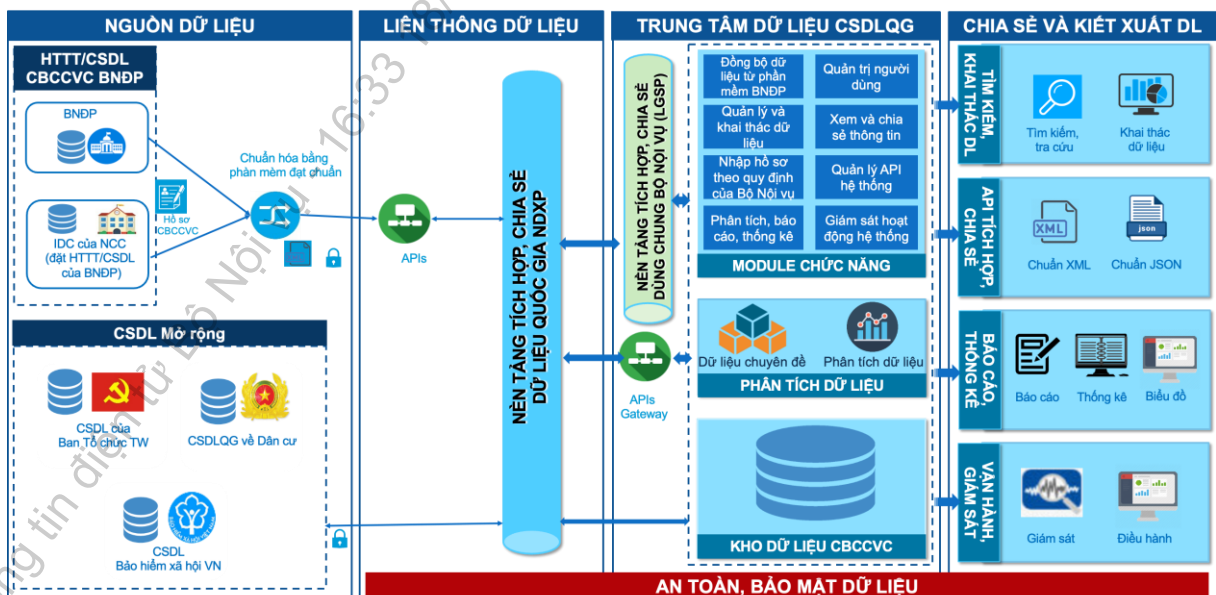 NGUỒN DỮ LIỆU
HTTT/CSDL
CBCCVC BNĐP
BNĐP
IDC của NCC
(đặt HTTT/CSDL
của BNĐP)
Hồ sơ
CBCCVC
Chuẩn hóa bằng
phần mềm đạt chuẩn
CSDL Mở rộng
CSDL của
Ban Tổ chức TW
CSDLQG về Dân cư
CSDL
Bảo hiểm xã hội VN
LIÊN THÔNG DỮ LIỆU
APIs
NỀN TẢNG TÍCH HỢP, CHIA SẺ
DỮ LIỆU QUỐC GIA NDXP
TRUNG TÂM DỮ LIỆU CSDLQG
NỀN TẢNG TÍCH HỢP, CHIA SẺ
DÙNG CHUNG BỘ NỘI VỤ (LGSP)
APIs
Gateway
Đồng bộ dữ
liệu từ phần
mềm BNĐP
Quản trị người
dùng
Quản lý và
khai thác dữ
liệu
Xem và chia
sẻ thông tin
Nhập hồ sơ
theo quy định
của Bộ Nội vụ
Quản lý API
hệ thống
Phân tích, báo
cáo, thống kê
Giám sát hoạt
động hệ thống
MODULE CHỨC NĂNG
Dữ liệu chuyên đề
Phân tích dữ liệu
PHÂN TÍCH DỮ LIỆU
KHO DỮ LIỆU CBCCVC
CHIA SẺ VÀ KIẾT XUẤT DL
TÌM KIẾM,
KHAI THÁC DL
Tìm kiếm,
tra cứu
Khai thác
dữ liệu
API TÍCH HỢP,
CHIA SẺ
XML
json
Chuẩn XML
Chuẩn JSON
BÁO CÁO,
THỐNG KÊ
Báo cáo
Thống kê
Biểu đồ
VẬN HÀNH,
GIÁM SÁT
Giám sát
Điều hành
AN TOÀN, BẢO MẬT DỮ LIỆU
tin điện tử Bộ Nội vụ 16:33 18/